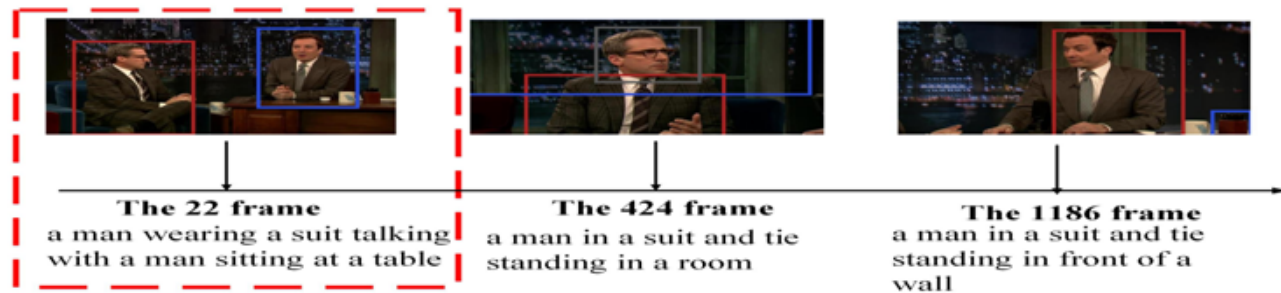 The 22 frame
a man wearing a suit talking
with a man sitting at a table
The 424 frame
a man in a suit and tie
standing in a room
The 1186 frame
a man in a suit and tie
standing in front of a
wall